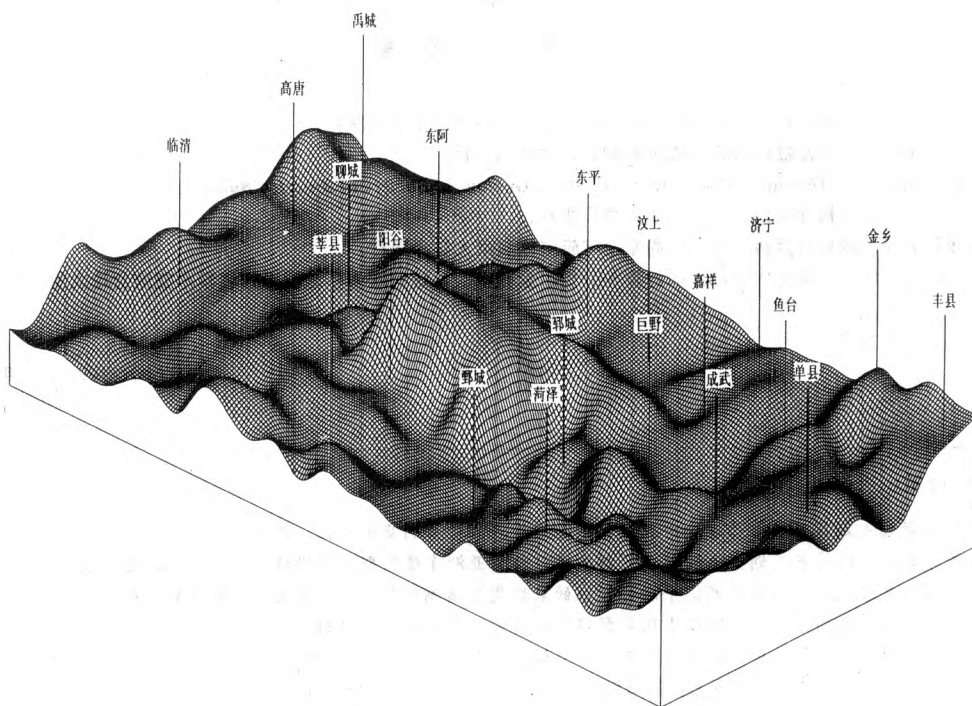 禹城
高唐
东阿
临清
聊城
东平
汶上
济宁
金乡
莘县
阳谷
嘉祥
鱼台
丰县
郓城
巨野
鄄城
菏泽
成武
单县